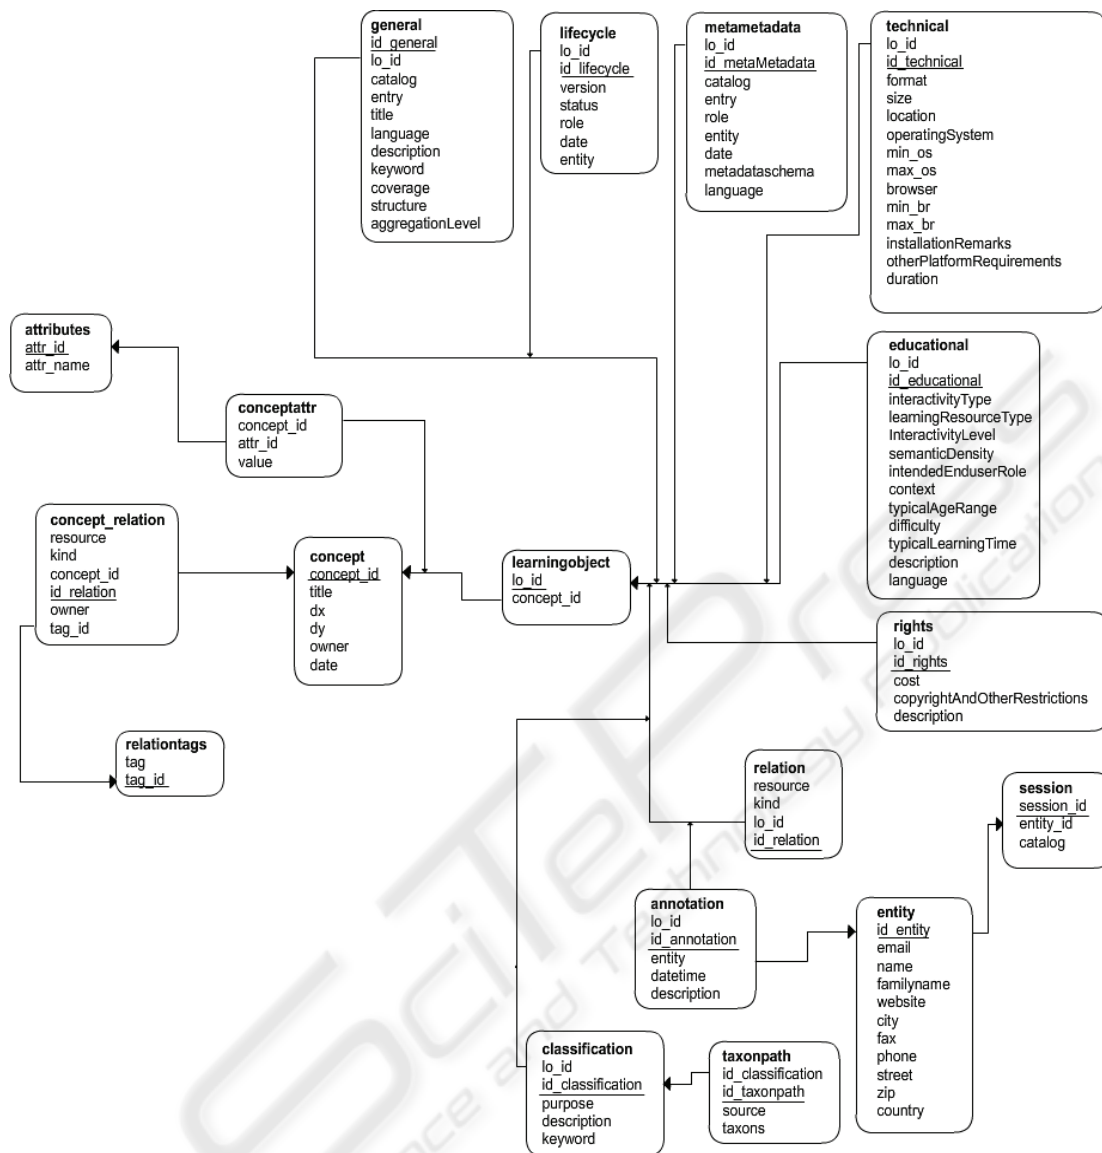 general
id_general
lo_id
catalog
entry
title
language
description
keyword
coverage
structure
aggregationLevel
lifecycle
lo_id
id_lifecycle
version
status
role
date
entity
metametadata
lo_id
id_metaMetadata
catalog
entry
role
entity
date
metadataschema
language
technical
lo_id
id_technical
format
size
location
operatingSystem
min_os
max_os
browser
min_br
max_br
installationRemarks
otherPlatformRequirements
duration
attributes
attr_id
attr_name
conceptattr
concept_id
attr_id
value
educational
lo_id
id_educational
interactivityType
learningResourceType
InteractivityLevel
semanticDensity
intendedEnduserRole
context
typicalAgeRange
difficulty
typicalLearningTime
description
language
concept_relation
resource
kind
concept_id
id_relation
owner
tag_id
concept
concept_id
title
dx
dy
owner
date
learningobject
lo_id
concept_id
rights
lo_id
id_rights
cost
copyrightAndOtherRestrictions
description
relationtags
tag
tag_id
relation
resource
kind
lo_id
id_relation
session
session_id
entity_id
catalog
annotation
lo_id
id_annotation
entity
datetime
description
entity
id_entity
email
name
familyname
website
city
fax
phone
street
zip
country
classification
lo_id
id_classification
purpose
description
keyword
taxonpath
id_classification
id_taxonpath
source
taxons
SciTePress
ence and Technology Publication